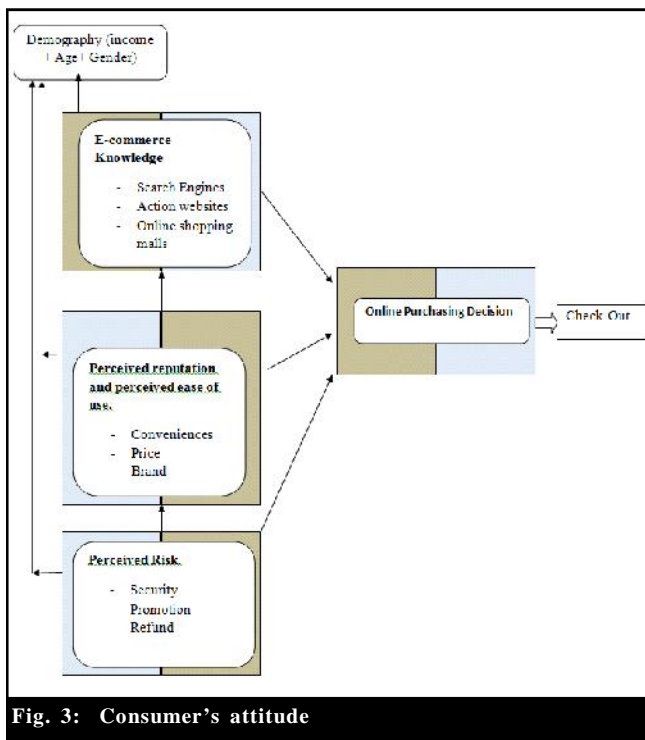 Demography (income
+ Age+ Gender)
E-commerce
Knowledge
- Search Engines
- Action websites
- Online shopping
malls
Online Purchasing Decision
Check Out
Perceived reputation
and perceived ease of
use.
- Conveniences
- Price
Brand
Perceived Risk.
- Security
Promotion
Refund
Fig. 3: Consumer's attitude